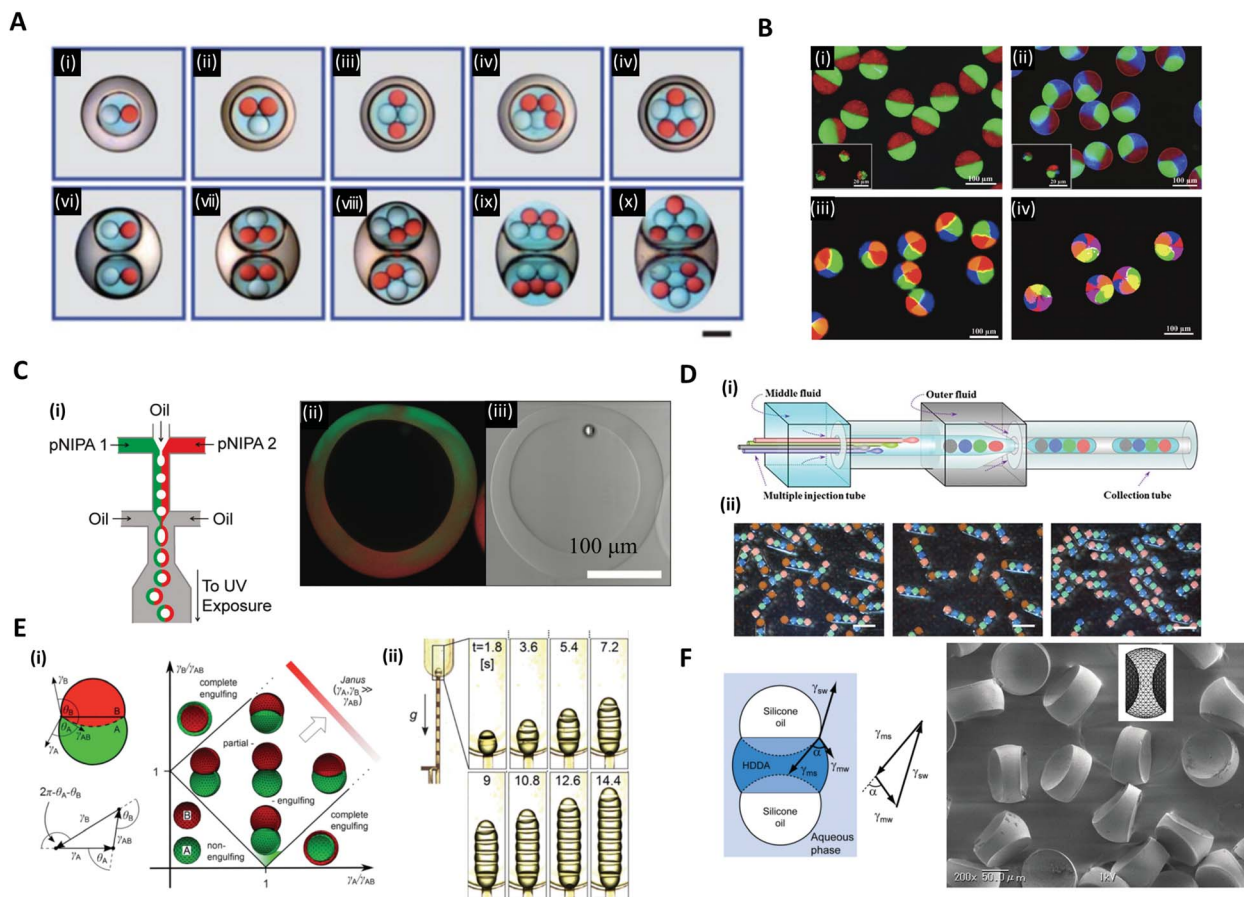 A
(i)
(ii)
(iii)
(iv)
(iv)
(vi)
(vii)
(viii)
(ix)
(x)
B
(i)
(ii)
20 µm
100 µm
20 µm
100 µm
(iii)
(iv)
100 µm
100 µm
C
(i)
Oil
pNIPA 1
pNIPA 2
Oil
Oil
To UV
Exposure
(ii)
(iii)
100 µm
D
(i)
Middle fluid
Outer fluid
Multiple injection tube
Collection tube
(ii)
E
(i)
γB
θB
B
θA
γAB
A
γA
2π-θA-θB
γB
θB
γAB
γA
θA
γB/γAB
complete
engulfing
Janus
(γA,γB ≫
γAB)
partial -
1
- engulfing
B
A
non-
engulfing
complete
engulfing
1
γA/γAB
(ii)
g
t=1.8
[s]
3.6
5.4
7.2
9
10.8
12.6
14.4
F
Silicone
oil
γsw
α
HDDA
γms
γmw
Silicone
oil
Aqueous
phase
γms
γsw
α
γmw
200x 50.0 µm
1kV